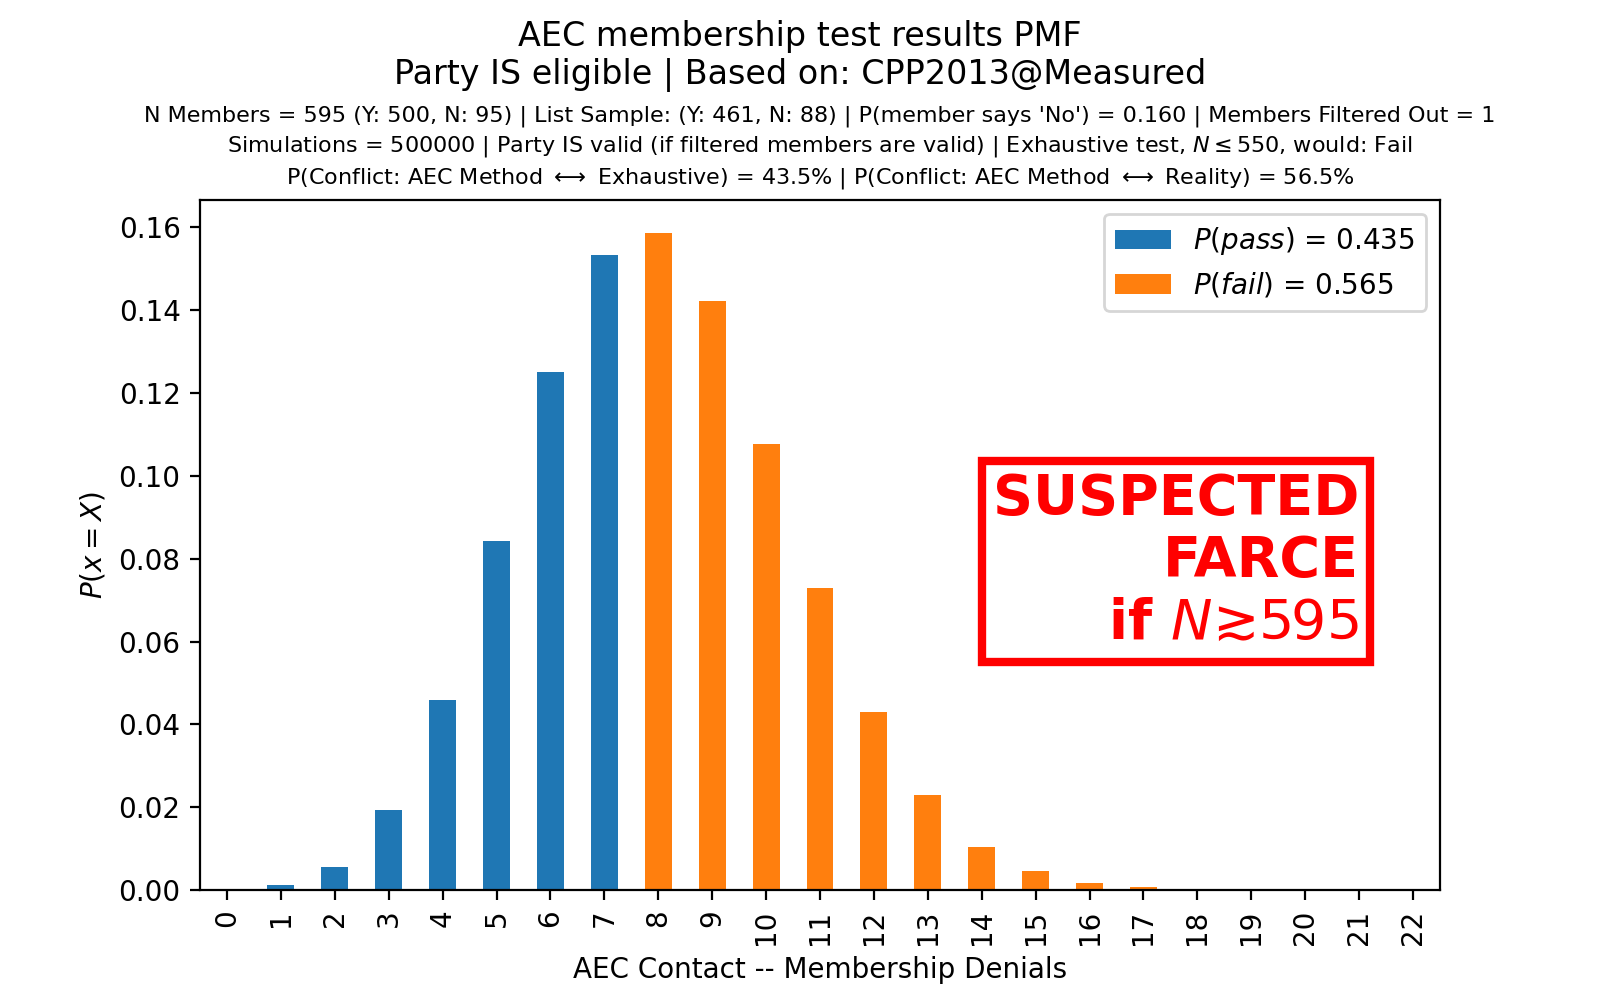 AEC membership test results PMF
Party IS eligible | Based on: CPP2013@Measured
N Members = 595 (Y: 500, N: 95) | List Sample: (Y: 461, N: 88) | P(member says 'No') = 0.160 | Members Filtered Out = 1
Simulations = 500000 | Party IS valid (if filtered members are valid) | Exhaustive test, N ≤ 550, would: Fail
P(Conflict: AEC Method ⟷ Exhaustive) = 43.5% | P(Conflict: AEC Method ⟷ Reality) = 56.5%
P(pass) = 0.435
P(fail) = 0.565
SUSPECTED
FARCE
if N≳595
P(x = X)
0.16
0.14
0.12
0.10
0.08
0.06
0.04
0.02
0.00
0 1 2 3 4 5 6 7 8 9 10 11 12 13 14 15 16 17 18 19 20 21 22
AEC Contact -- Membership Denials